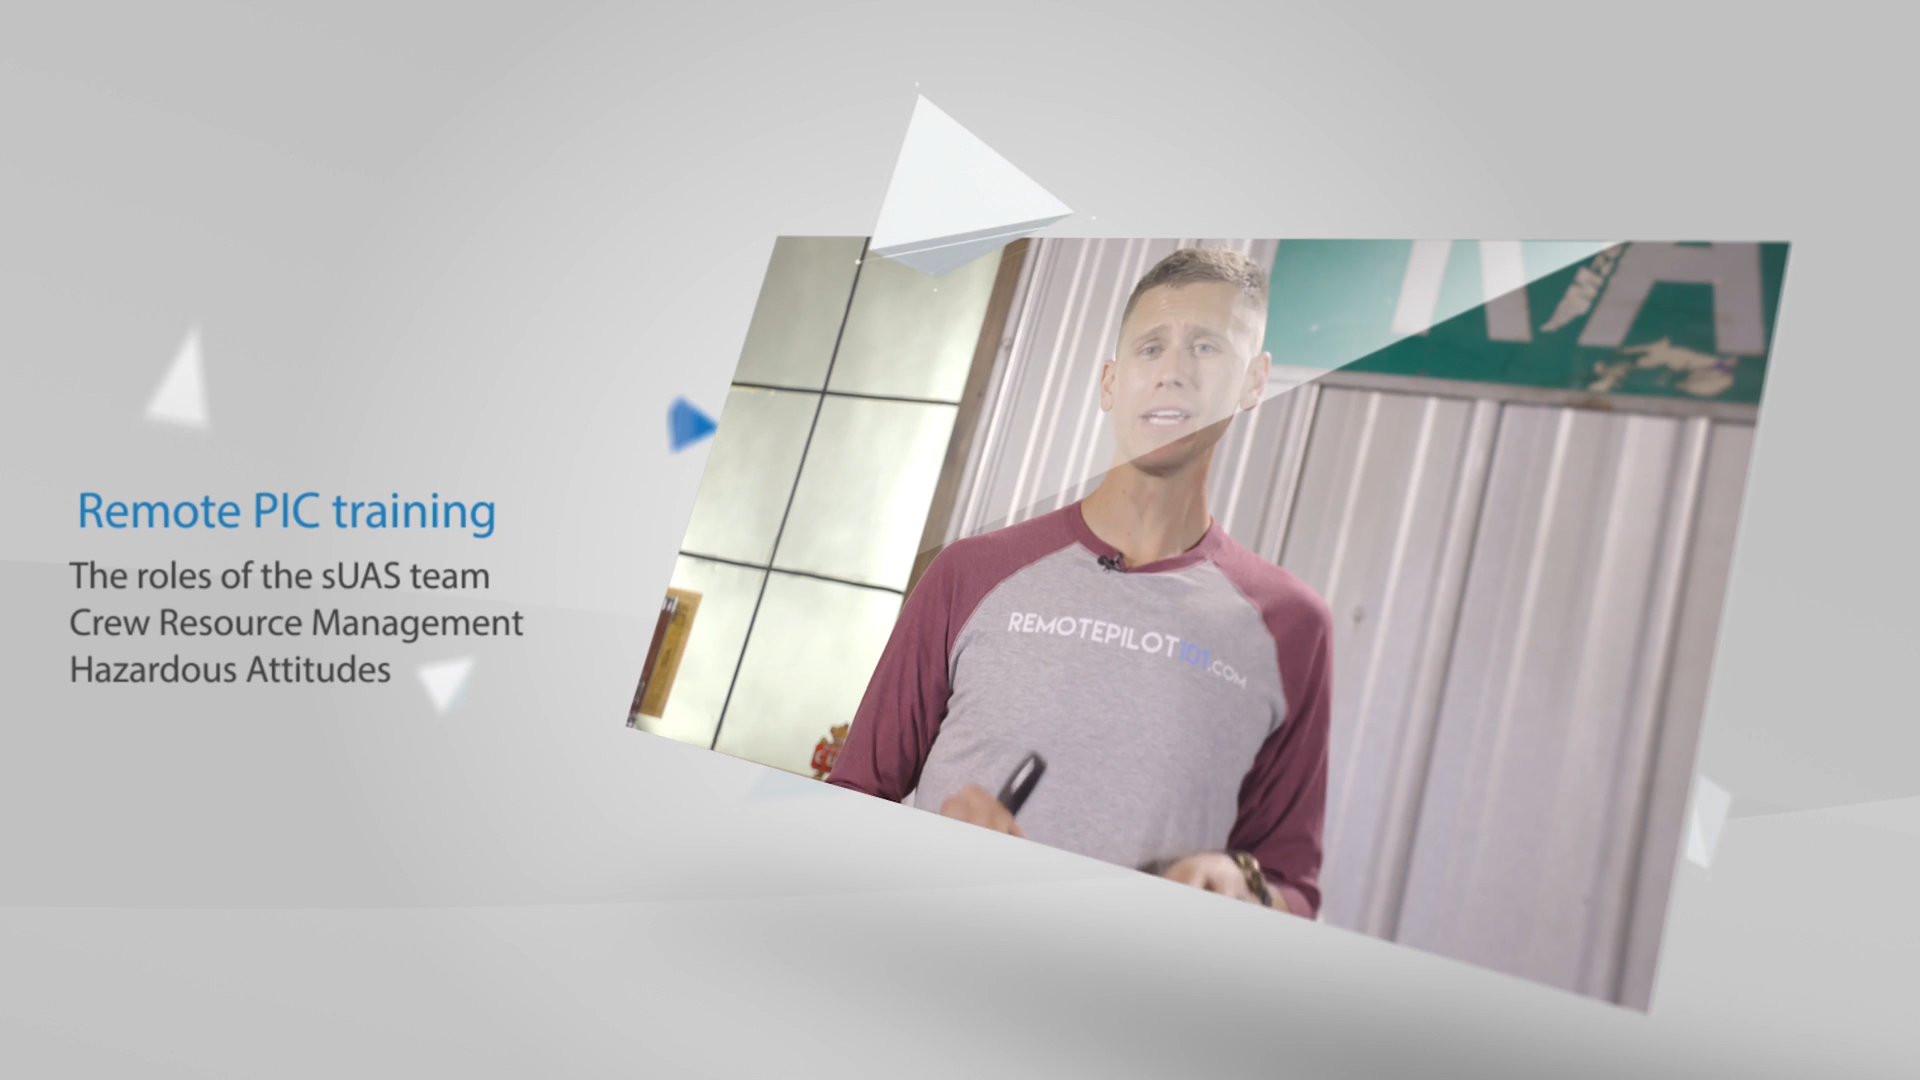 Remote PIC training
The roles of the sUAS team
Crew Resource Management
Hazardous Attitudes
REMOTEPILOT101.COM